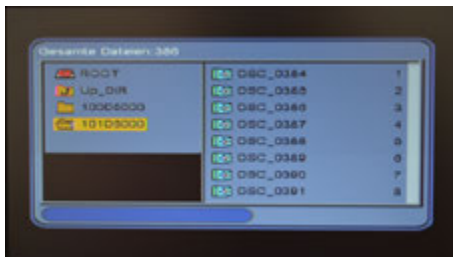 Gesamte Dateien:386
ROOT
Up_DIR
100D5000
101D5000
DSC_0384 1
DSC_0385 2
DSC_0386 3
DSC_0387 4
DSC_0388 5
DSC_0389 6
DSC_0390 7
DSC_0391 8